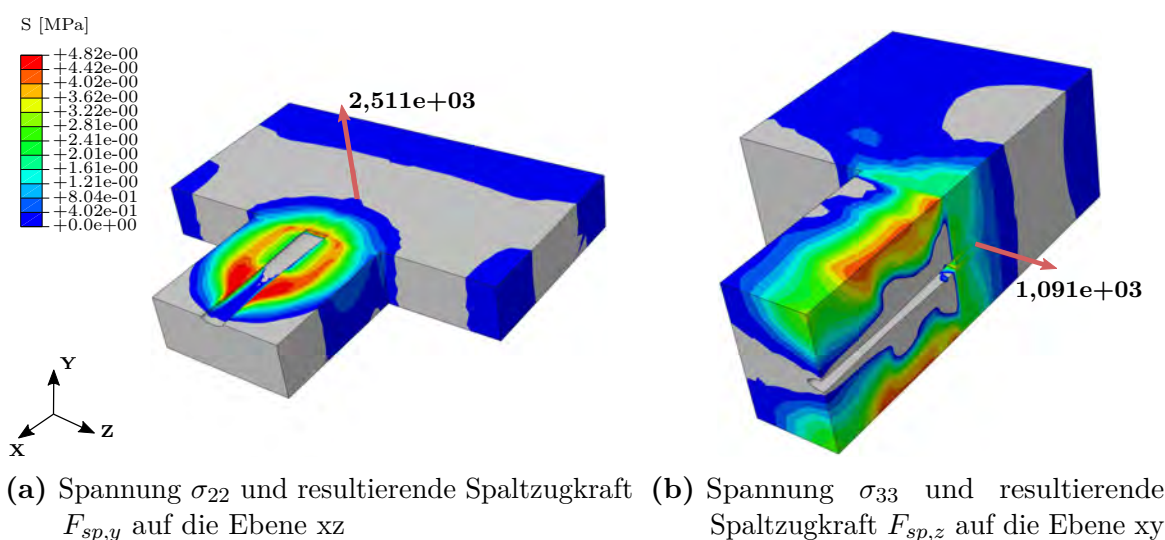 S [MPa]
+4.82e-00
+4.42e-00
+4.02e-00
+3.62e-00
+3.22e-00
+2.81e-00
+2.41e-00
+2.01e-00
+1.61e-00
+1.21e-00
+8.04e-01
+4.02e-01
+0.0e+00
2,511e+03
1,091e+03
Y
X
Z
(a) Spannung σ22 und resultierende Spaltzugkraft
Fsp,y auf die Ebene xz
(b) Spannung σ33 und resultierende
Spaltzugkraft Fsp,z auf die Ebene xy